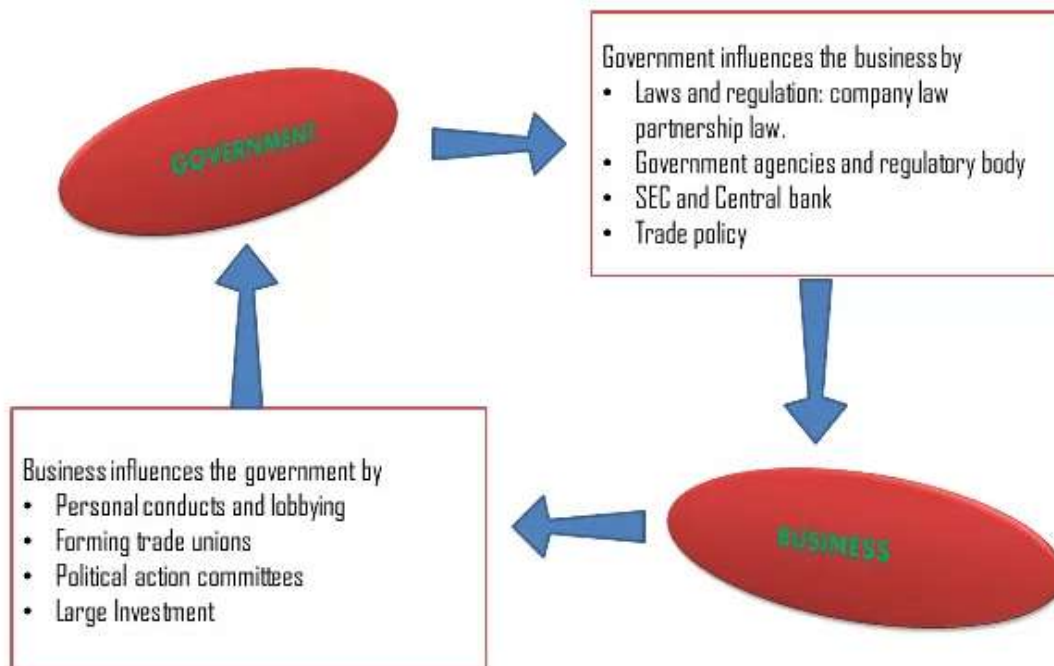 GOVERNMENT
Government influences the business by
• Laws and regulation: company law
partnership law.
• Government agencies and regulatory body
• SEC and Central bank
• Trade policy
BUSINESS
Business influences the government by
• Personal conducts and lobbying
• Forming trade unions
• Political action committees
• Large Investment